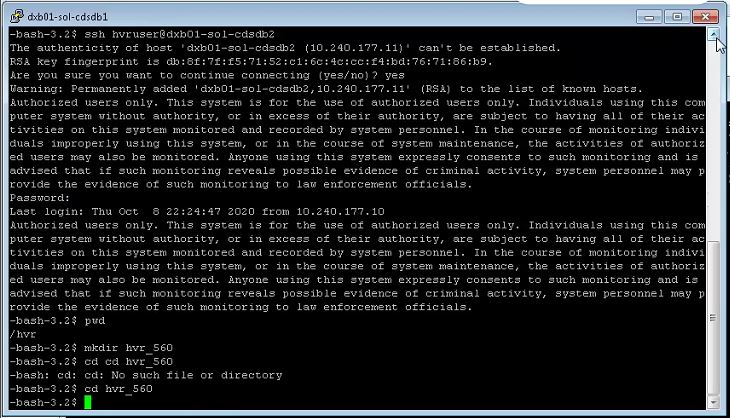 dxb01-sol-cdsdb1
-bash-3.2$ ssh hvruser@dxb01-sol-cdsdb2
The authenticity of host 'dxb01-sol-cdsdb2 (10.240.177.11)' can't be established.
RSA key fingerprint is db:8f:7f:f5:71:52:c1:6c:4c:cc:f4:bd:76:71:86:b9.
Are you sure you want to continue connecting (yes/no)? yes
Warning: Permanently added 'dxb01-sol-cdsdb2,10.240.177.11' (RSA) to the list of known hosts.
Authorized users only. This system is for the use of authorized users only. Individuals using this com
puter system without authority, or in excess of their authority, are subject to having all of their ac
tivities on this system monitored and recorded by system personnel. In the course of monitoring indivi
duals improperly using this system, or in the course of system maintenance, the activities of authoriz
ed users may also be monitored. Anyone using this system expressly consents to such monitoring and is
advised that if such monitoring reveals possible evidence of criminal activity, system personnel may p
rovide the evidence of such monitoring to law enforcement officials.
Password:
Last login: Thu Oct  8 22:24:47 2020 from 10.240.177.10
Authorized users only. This system is for the use of authorized users only. Individuals using this com
puter system without authority, or in excess of their authority, are subject to having all of their ac
tivities on this system monitored and recorded by system personnel. In the course of monitoring indivi
duals improperly using this system, or in the course of system maintenance, the activities of authoriz
ed users may also be monitored. Anyone using this system expressly consents to such monitoring and is
advised that if such monitoring reveals possible evidence of criminal activity, system personnel may p
rovide the evidence of such monitoring to law enforcement officials.
-bash-3.2$ pwd
/hvr
-bash-3.2$ mkdir hvr_560
-bash-3.2$ cd cd hvr_560
-bash: cd: cd: No such file or directory
-bash-3.2$ cd hvr_560
-bash-3.2$